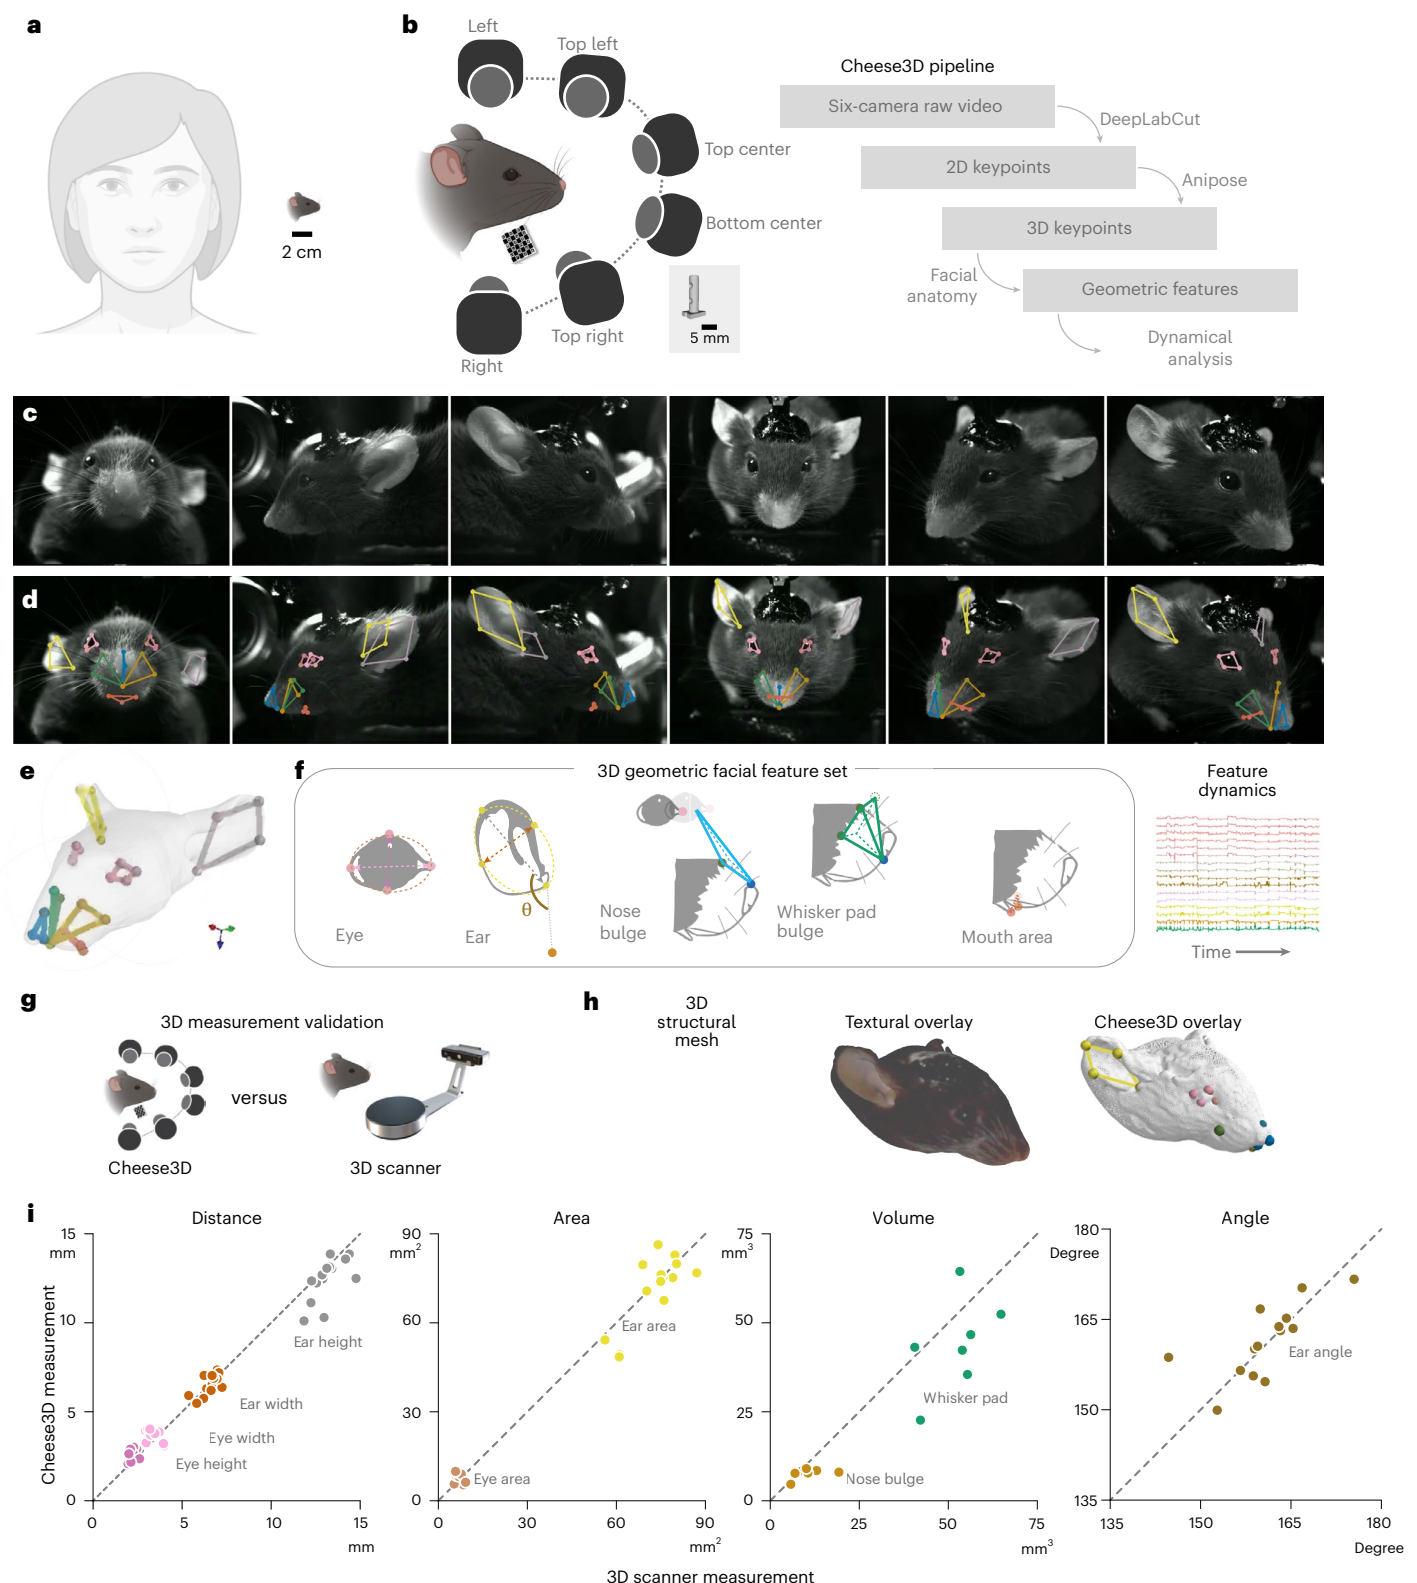 a
2 cm
b
Left
Top left
Top center
Bottom center
Top right
Right
5 mm
Cheese3D pipeline
Six-camera raw video
DeepLabCut
2D keypoints
Anipose
3D keypoints
Facial
anatomy
Geometric features
Dynamical
analysis
c
d
e
f
3D geometric facial feature set
Eye
θ
Ear
Nose
bulge
Whisker pad
bulge
Mouth area
Feature
dynamics
Time
g
3D measurement validation
versus
Cheese3D
3D scanner
h
3D
structural
mesh
Textural overlay
Cheese3D overlay
i
Distance
Cheese3D measurement
15
mm
10
5
0
0
5
10
15
mm
Ear height
Ear width
Eye width
Eye height
Area
90
mm²
60
30
0
0
30
60
90
mm²
Ear area
Eye area
Volume
75
mm³
50
25
0
0
25
50
75
mm³
Whisker pad
Nose bulge
Angle
180
Degree
165
150
135
135
150
165
180
Degree
Ear angle
3D scanner measurement